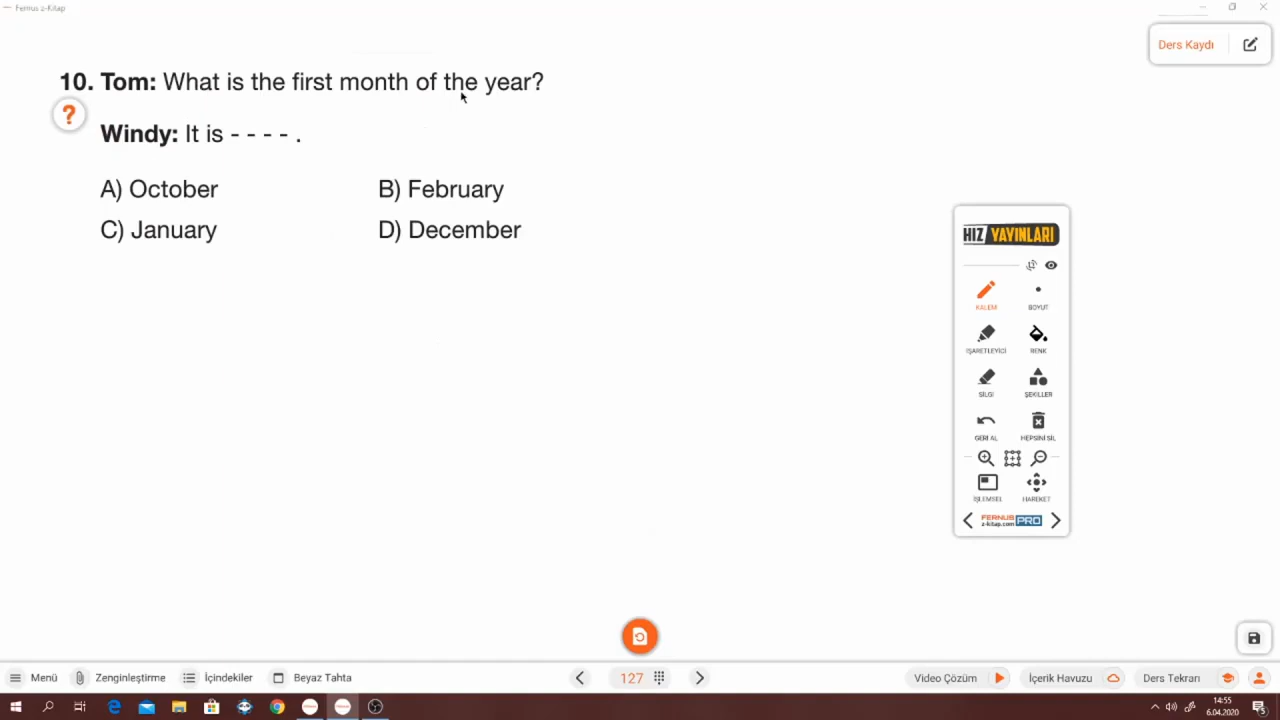 Fernus z-Kitap
Ders Kaydı
10. Tom: What is the first month of the year?
?
Windy: It is - - - - .
A) October
B) February
C) January
D) December
HIZ YAYINLARI
KALEM
BOYUT
İŞARETLEYİCİ
RENK
SİLGİ
ŞEKİLLER
GERİ AL
HEPSİNİ SİL
İŞLEMSEL
HAREKET
FERNUS
z-kitap.com PRO
Menü
Zenginleştirme
İçindekiler
Beyaz Tahta
127
Video Çözüm
İçerik Havuzu
Ders Tekrarı
14:55
6.04.2020
5